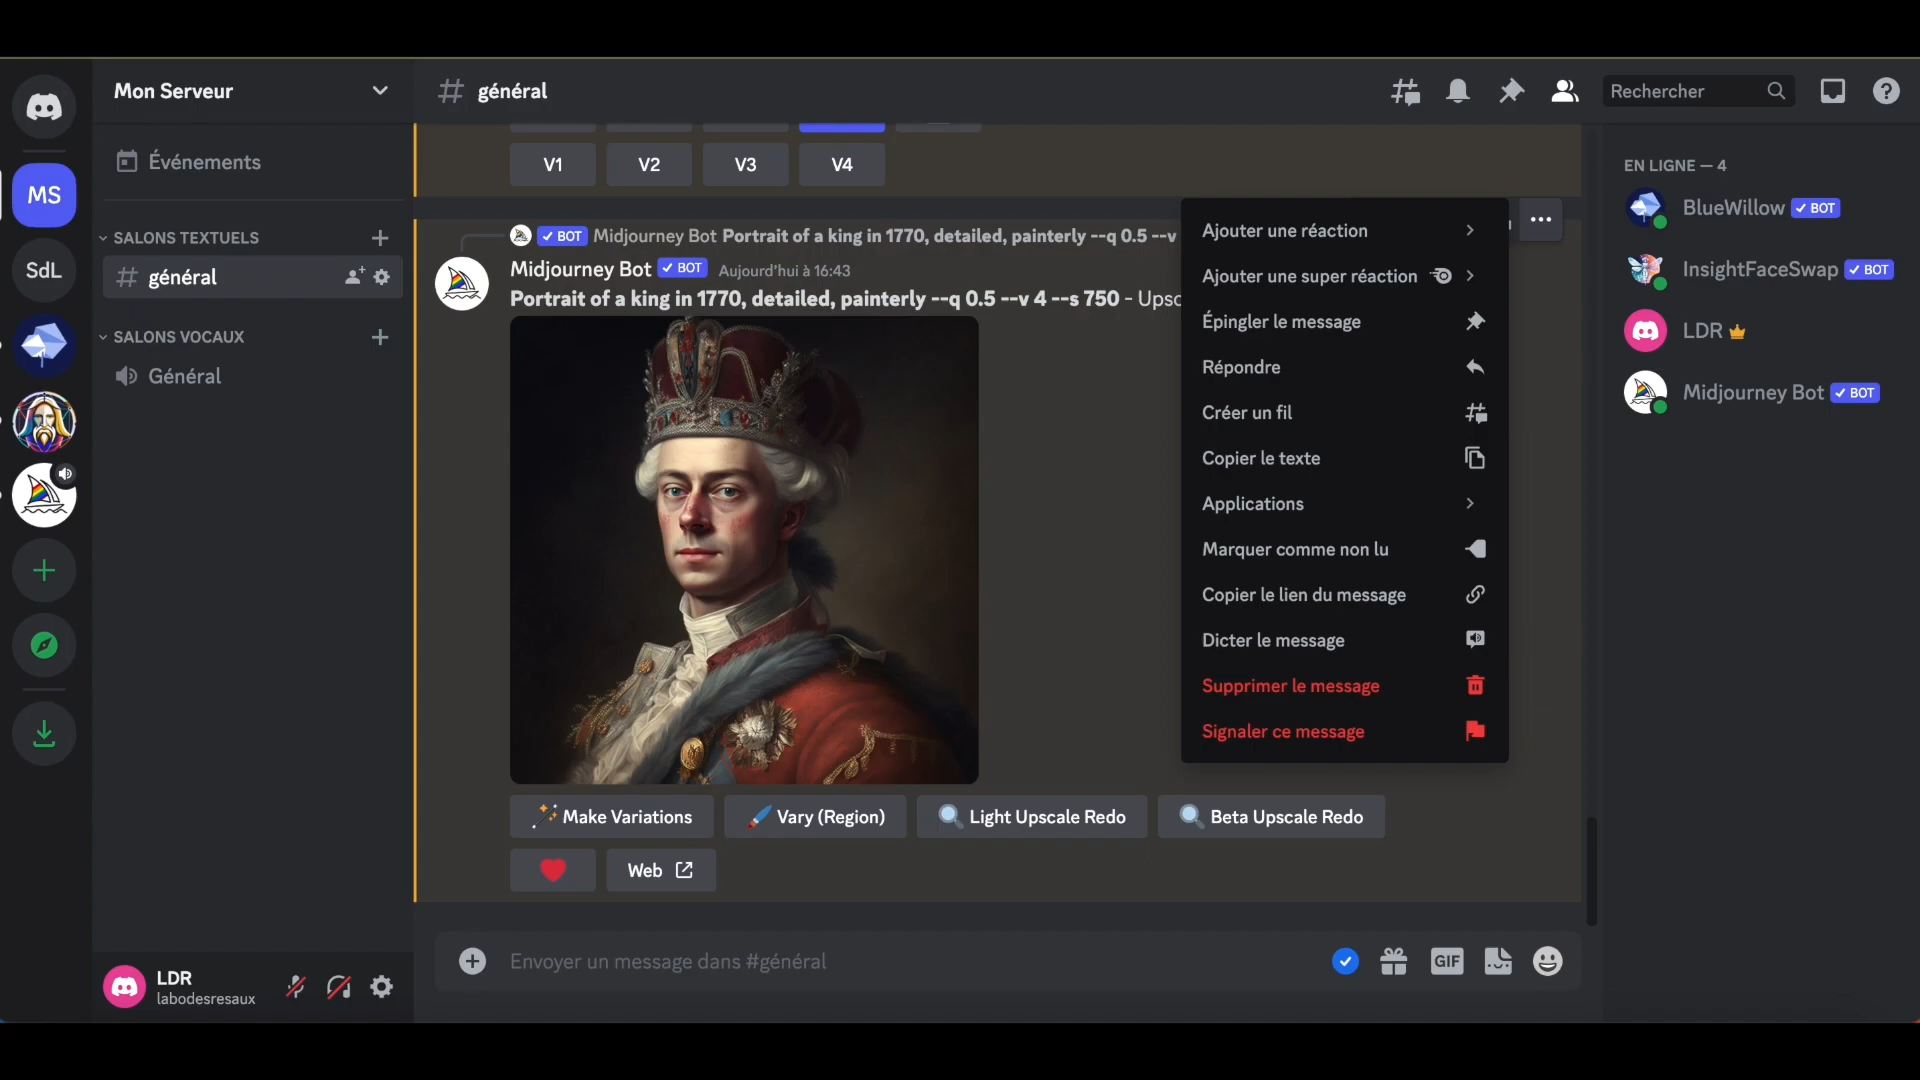 Mon Serveur
général
Rechercher
Événements
MS
SdL
SALONS TEXTUELS
général
SALONS VOCAUX
Général
V1 V2 V3 V4
BOT Midjourney Bot Portrait of a king in 1770, detailed, painterly --q 0.5 --v
Midjourney Bot BOT Aujourd'hui à 16:43
Portrait of a king in 1770, detailed, painterly --q 0.5 --v 4 --s 750 -
Ajouter une réaction
Ajouter une super réaction
Épingler le message
Répondre
Créer un fil
Copier le texte
Applications
Marquer comme non lu
Copier le lien du message
Dicter le message
Supprimer le message
Signaler ce message
Make Variations
Vary (Region)
Light Upscale Redo
Beta Upscale Redo
Web
LDR
labodesresaux
Envoyer un message dans #général
GIF
EN LIGNE — 4
BlueWillow BOT
InsightFaceSwap BOT
LDR
Midjourney Bot BOT